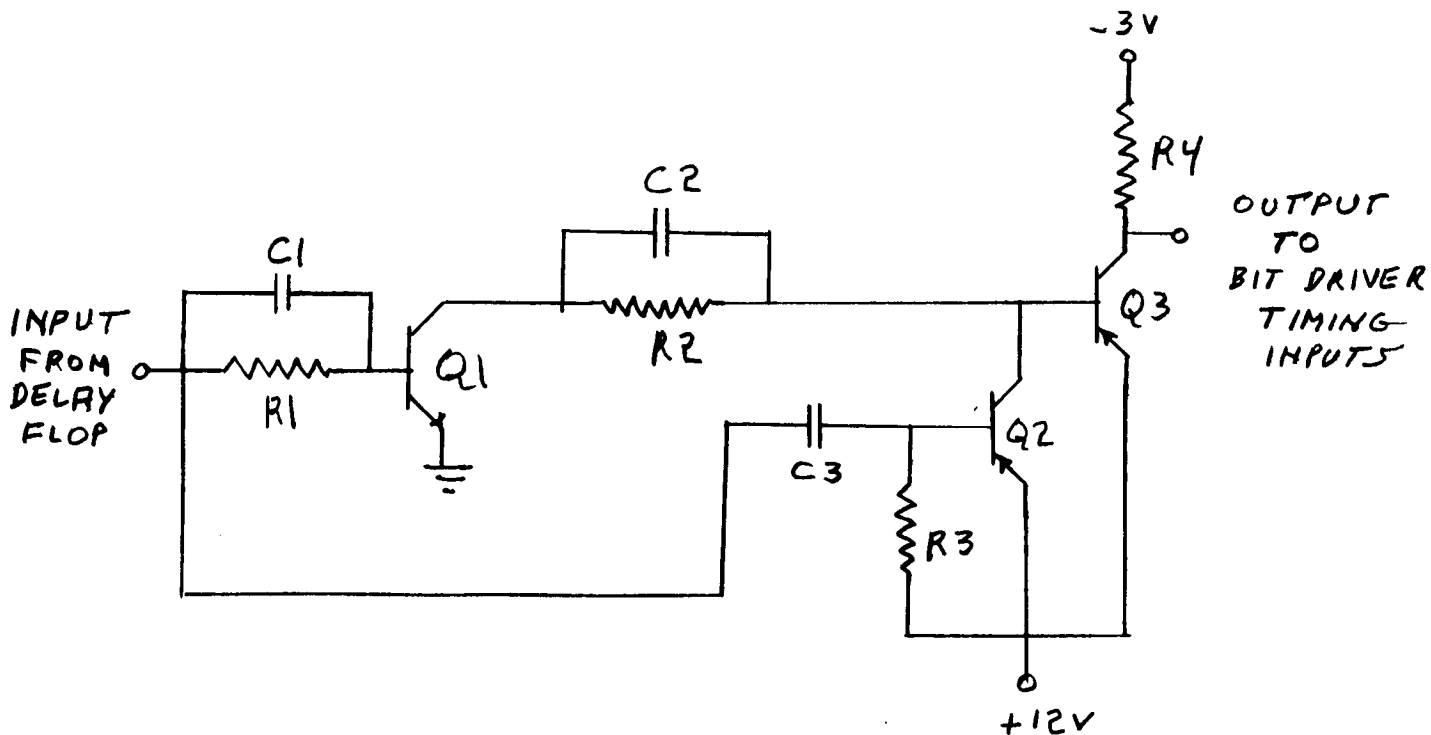 -3V
R4
C2
OUTPUT
TO
BIT DRIVER
TIMING
INPUTS
C1
Q3
INPUT
FROM
DELAY
FLOP
R2
Q1
R1
Q2
C3
R3
+12V